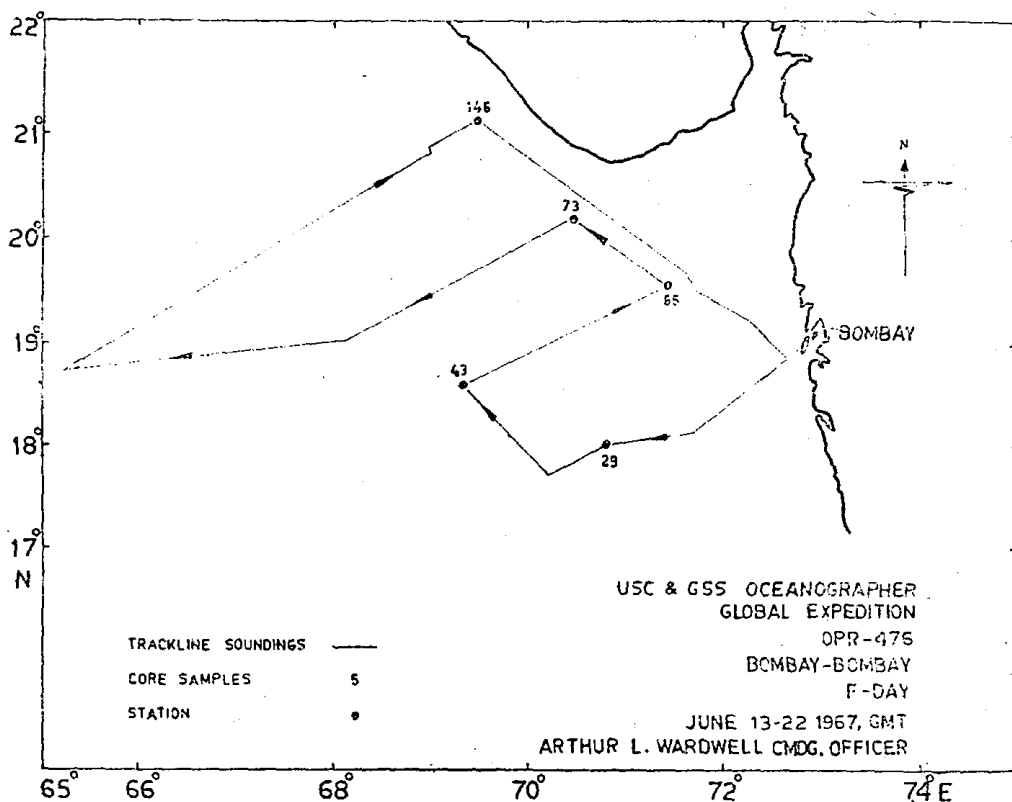 22°
21°
20°
19°
18°
17°
N
146
73
65
43
29
N
BOMBAY
USC & GSS OCEANOGRAPHER
GLOBAL EXPEDITION
OPR-476
BOMBAY-BOMBAY
F-DAY
JUNE 13-22 1967, GMT
ARTHUR L. WARDWELL CMDG. OFFICER
TRACKLINE SOUNDINGS
CORE SAMPLES 5
STATION
65° 66° 68° 70° 72° 74°E